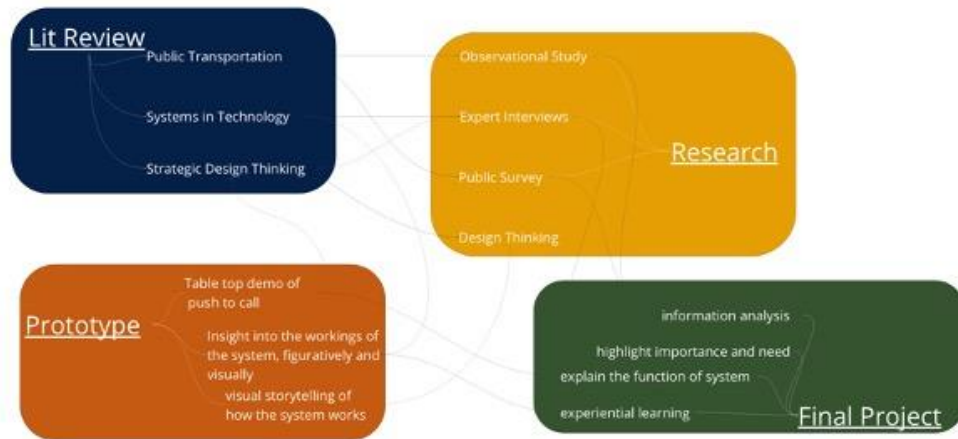 Lit Review
Public Transportation
Systems in Technology
Strategic Design Thinking
Observational Study
Expert Interviews
Public Survey
Design Thinking
Research
Prototype
Table top demo of
push to call
Insight into the workings of
the system, figuratively and
visually
visual storytelling of
how the system works
information analysis
highlight importance and need
explain the function of system
experiential learning
Final Project